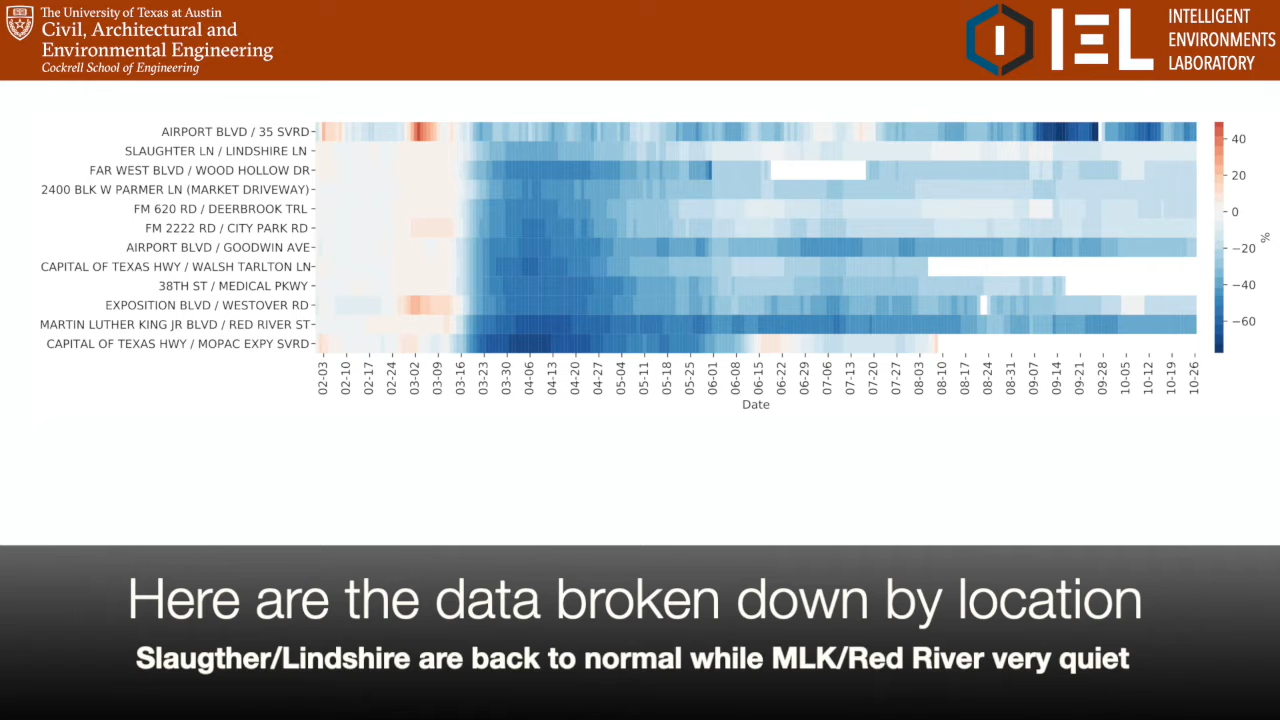 The University of Texas at Austin
Civil, Architectural and
Environmental Engineering
Cockrell School of Engineering
I IEL
INTELLIGENT
ENVIRONMENTS
LABORATORY
AIRPORT BLVD / 35 SVRD
SLAUGHTER LN / LINDSHIRE LN
FAR WEST BLVD / WOOD HOLLOW DR
2400 BLK W PARMER LN (MARKET DRIVEWAY)
FM 620 RD / DEERBROOK TRL
FM 2222 RD / CITY PARK RD
AIRPORT BLVD / GOODWIN AVE
CAPITAL OF TEXAS HWY / WALSH TARLTON LN
38TH ST / MEDICAL PKWY
EXPOSITION BLVD / WESTOVER RD
MARTIN LUTHER KING JR BLVD / RED RIVER ST
CAPITAL OF TEXAS HWY / MOPAC EXPY SVRD
40
20
0
−20
−40
−60
%
02-03 02-10 02-17 02-24 03-02 03-09 03-16 03-23 03-30 04-06 04-13 04-20 04-27 05-04 05-11 05-18 05-25 06-01 06-08 06-15 06-22 06-29 07-06 07-13 07-20 07-27 08-03 08-10 08-17 08-24 08-31 09-07 09-14 09-21 09-28 10-05 10-12 10-19 10-26
Date
Here are the data broken down by location
Slaugther/Lindshire are back to normal while MLK/Red River very quiet